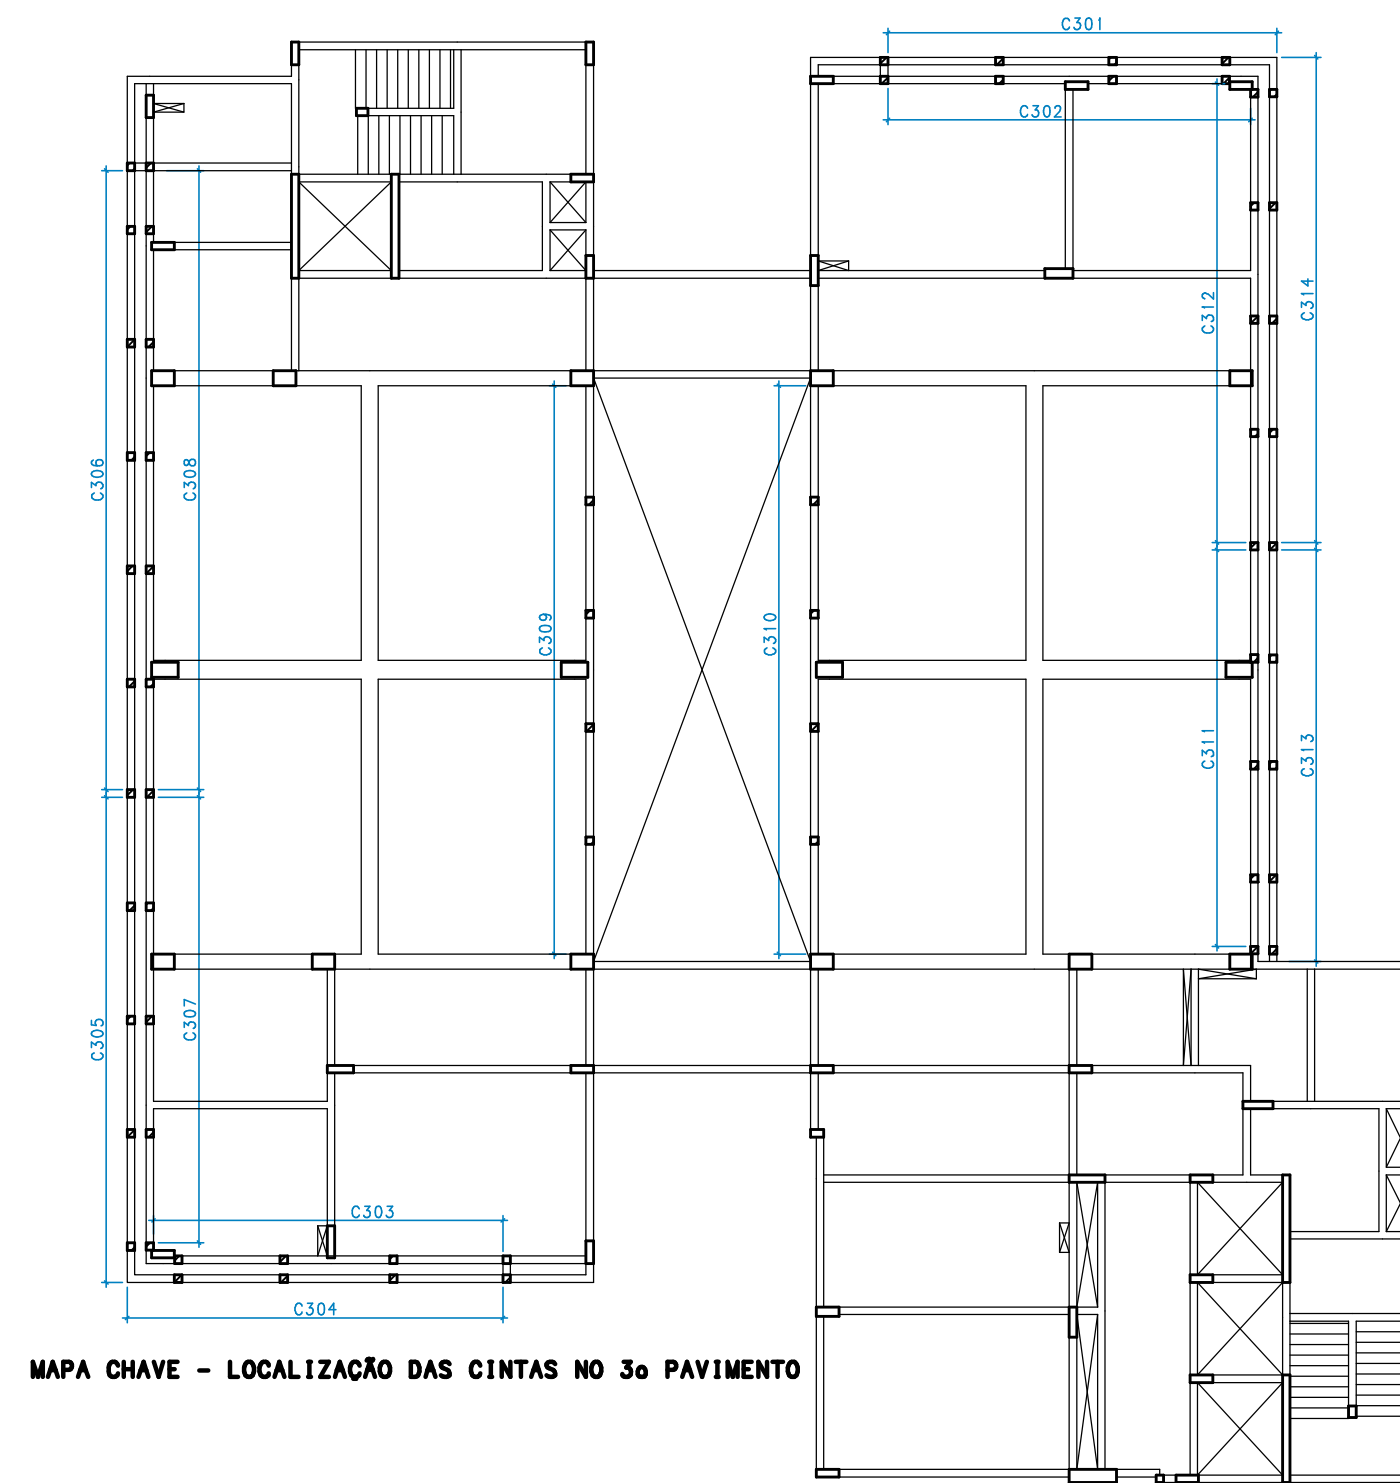 C301
C302
C312
C314
C306
C308
C309
C310
C311
C313
C305
C307
C303
C304
MAPA CHAVE - LOCALIZAÇÃO DAS CINTAS NO 3o PAVIMENTO